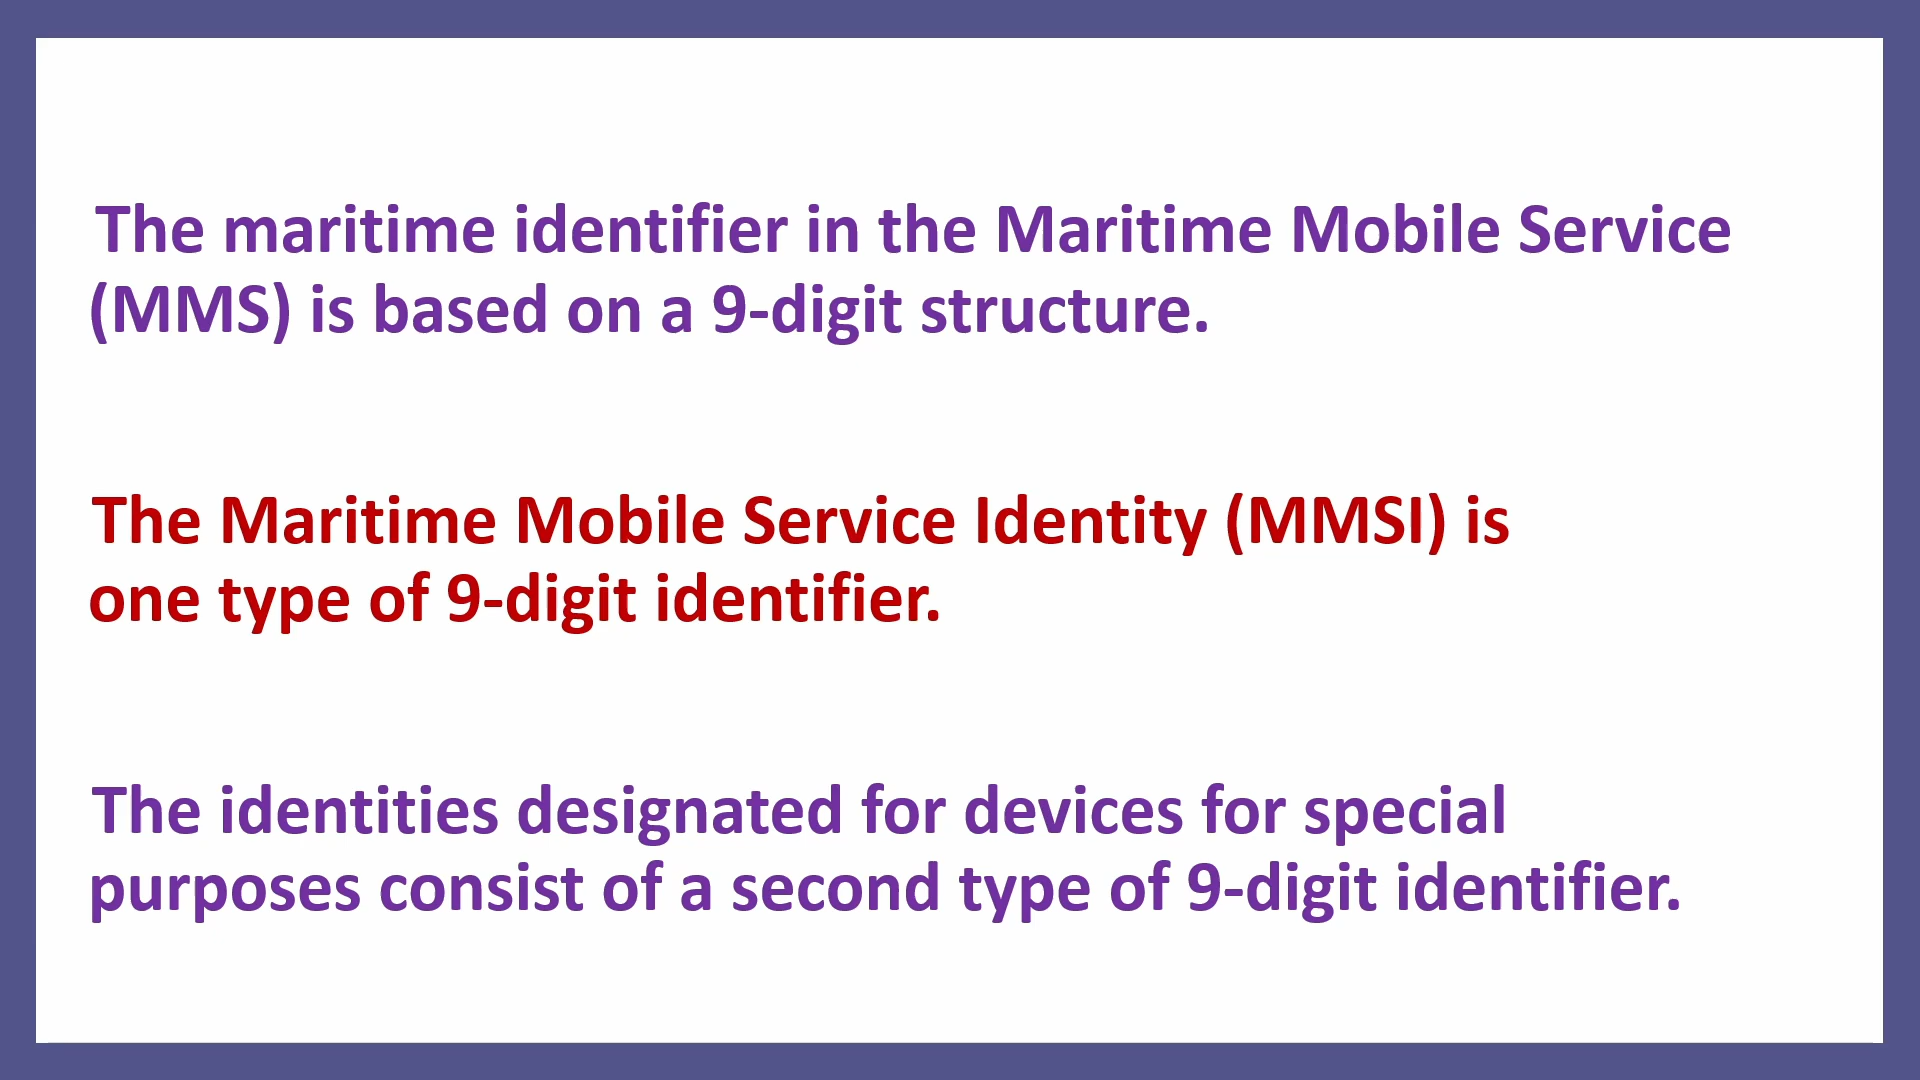 The maritime identifier in the Maritime Mobile Service
(MMS) is based on a 9-digit structure.
The Maritime Mobile Service Identity (MMSI) is
one type of 9-digit identifier.
The identities designated for devices for special
purposes consist of a second type of 9-digit identifier.